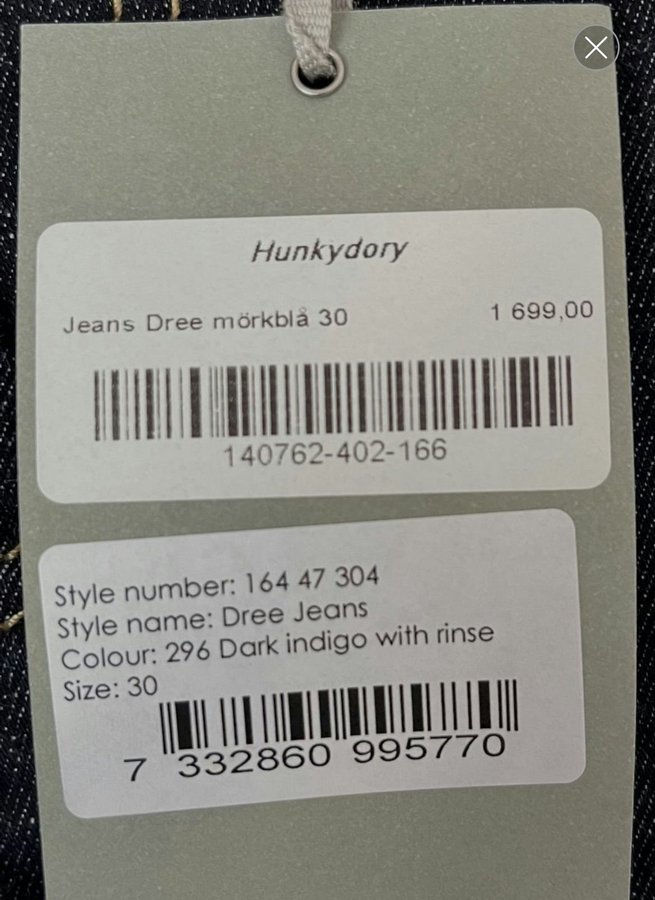 Hunkydory
Jeans Dree mörkblå 30 1 699,00
140762-402-166
Style number: 164 47 304
Style name: Dree Jeans
Colour: 296 Dark indigo with rinse
Size: 30
7 332860 995770